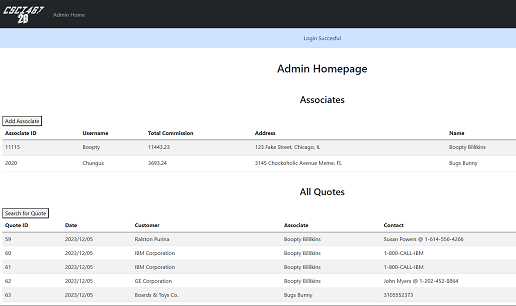 CSCI467 Admin Home
2B
Login Succesful
Admin Homepage
Associates
Add Associate
Associate ID Username Total Commission Address Name
11115 Boopty 11443.23 123 Fake Street, Chicago, IL Boopty Billikins
2020 Chungus 3693.24 3145 Chockoholic Avenue Meme, FL Bugs Bunny
All Quotes
Search for Quote
Quote ID Date Customer Associate Contact
59 2023/12/05 Ralston Purina Boopty Billikins Susan Powers @ 1-614-556-4266
60 2023/12/05 IBM Corporation Boopty Billikins 1-800-CALL-IBM
61 2023/12/05 IBM Corporation Boopty Billikins 1-800-CALL-IBM
62 2023/12/05 GE Corporation Boopty Billikins John Myers @ 1-202-452-8864
63 2023/12/05 Boards & Toys Co. Bugs Bunny 3105552373